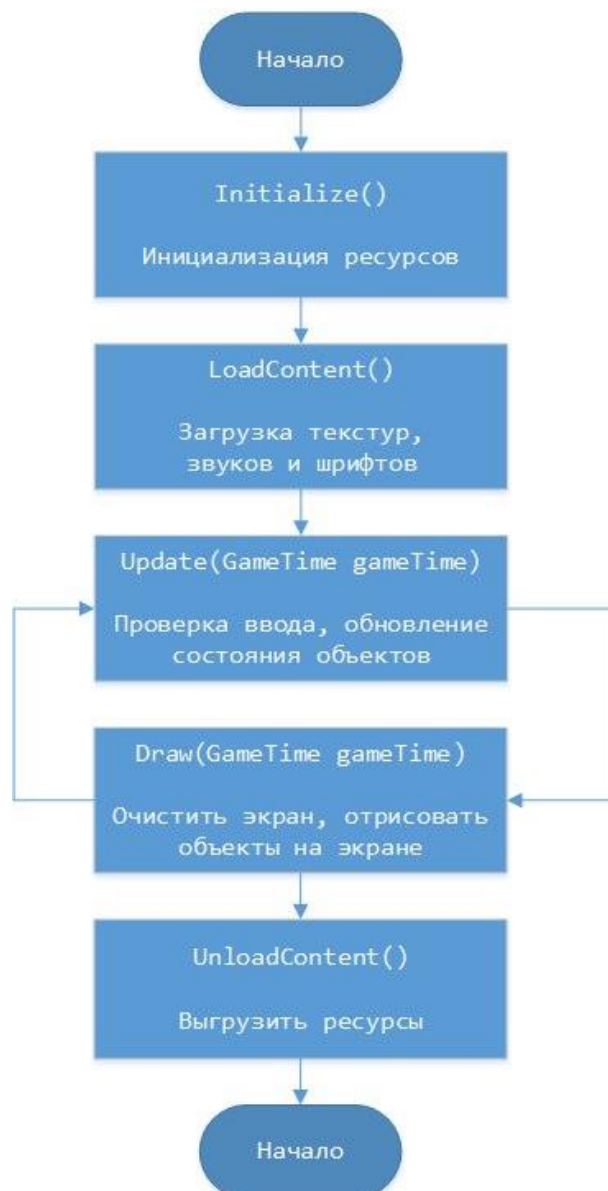 Начало
Initialize()
Инициализация ресурсов
LoadContent()
Загрузка текстур,
звуков и шрифтов
Update(GameTime gameTime)
Проверка ввода, обновление
состояния объектов
Draw(GameTime gameTime)
Очистить экран, отрисовать
объекты на экране
UnloadContent()
Выгрузить ресурсы
Начало